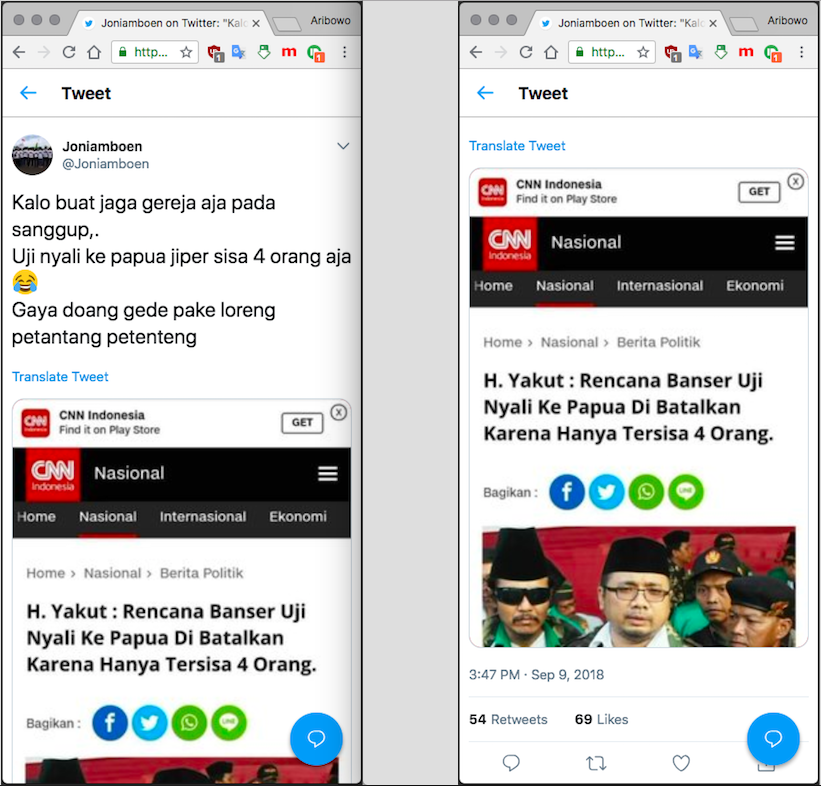 Joniamboen on Twitter: "Kalo
Aribowo
http...
1
m
1
Tweet
Joniamboen
@Joniamboen
Kalo buat jaga gereja aja pada
sanggup,.
Uji nyali ke papua jiper sisa 4 orang aja
😂
Gaya doang gede pake loreng
petantang petenteng
Translate Tweet
CNN Indonesia
Find it on Play Store
GET
X
CNN
Indonesia
Nasional
Home Nasional Internasional Ekonomi
Home > Nasional > Berita Politik
H. Yakut : Rencana Banser Uji
Nyali Ke Papua Di Batalkan
Karena Hanya Tersisa 4 Orang.
Bagikan :
LINE
Joniamboen on Twitter: "Kalo
Aribowo
http...
1
m
1
Tweet
Translate Tweet
CNN Indonesia
Find it on Play Store
GET
X
CNN
Indonesia
Nasional
Home Nasional Internasional Ekonomi
Home > Nasional > Berita Politik
H. Yakut : Rencana Banser Uji
Nyali Ke Papua Di Batalkan
Karena Hanya Tersisa 4 Orang.
Bagikan :
LINE
3:47 PM · Sep 9, 2018
54 Retweets 69 Likes